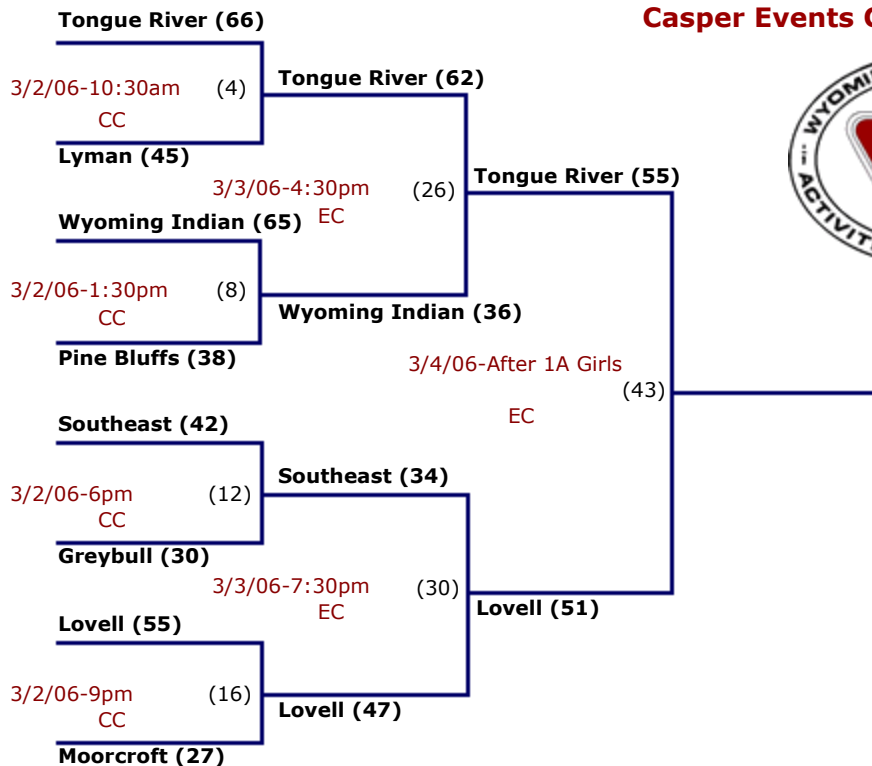 Casper Events
Tongue River (66)
3/2/06-10:30am
(4)
CC
Lyman (45)
Tongue River (62)
3/3/06-4:30pm
EC
(26)
Wyoming Indian (65)
3/2/06-1:30pm
(8)
CC
Pine Bluffs (38)
Wyoming Indian (36)
Tongue River (55)
3/4/06-After 1A Girls
(43)
EC
Southeast (42)
3/2/06-6pm
(12)
CC
Greybull (30)
Southeast (34)
3/3/06-7:30pm
EC
(30)
Lovell (51)
Lovell (55)
3/2/06-9pm
(16)
CC
Moorcroft (27)
Lovell (47)